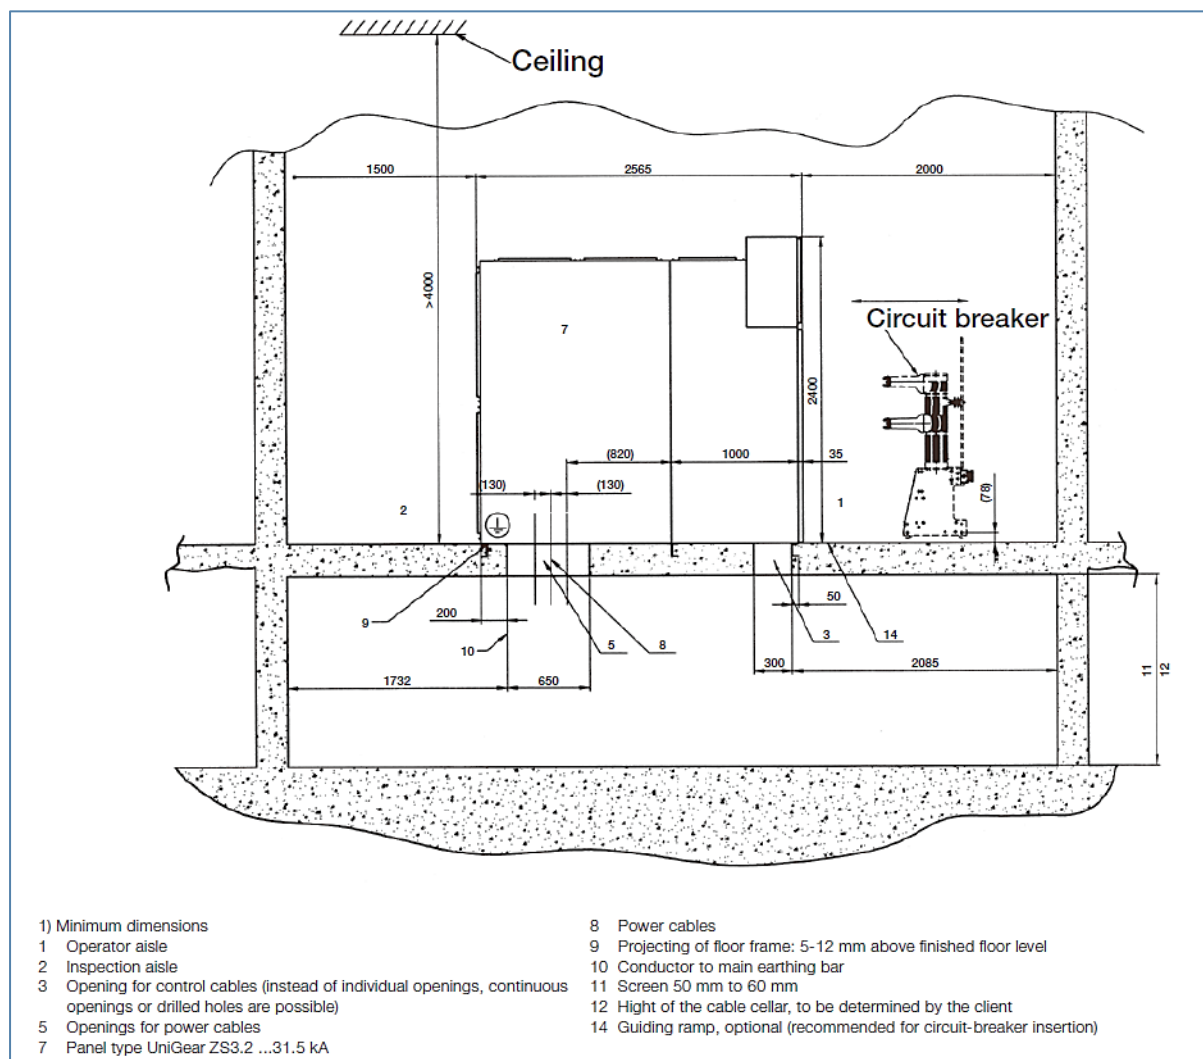 Ceiling
1500
2565
2000
>4000
7
Circuit breaker
2400
(820)
1000
35
(130)
(130)
(78)
2
1
50
200
9
10
5
8
3
14
300
2085
1732
650
11
12
1) Minimum dimensions
1 Operator aisle
2 Inspection aisle
3 Opening for control cables (instead of individual openings, continuous
openings or drilled holes are possible)
5 Openings for power cables
7 Panel type UniGear ZS3.2 ...31.5 kA
8 Power cables
9 Projecting of floor frame: 5-12 mm above finished floor level
10 Conductor to main earthing bar
11 Screen 50 mm to 60 mm
12 Hight of the cable cellar, to be determined by the client
14 Guiding ramp, optional (recommended for circuit-breaker insertion)